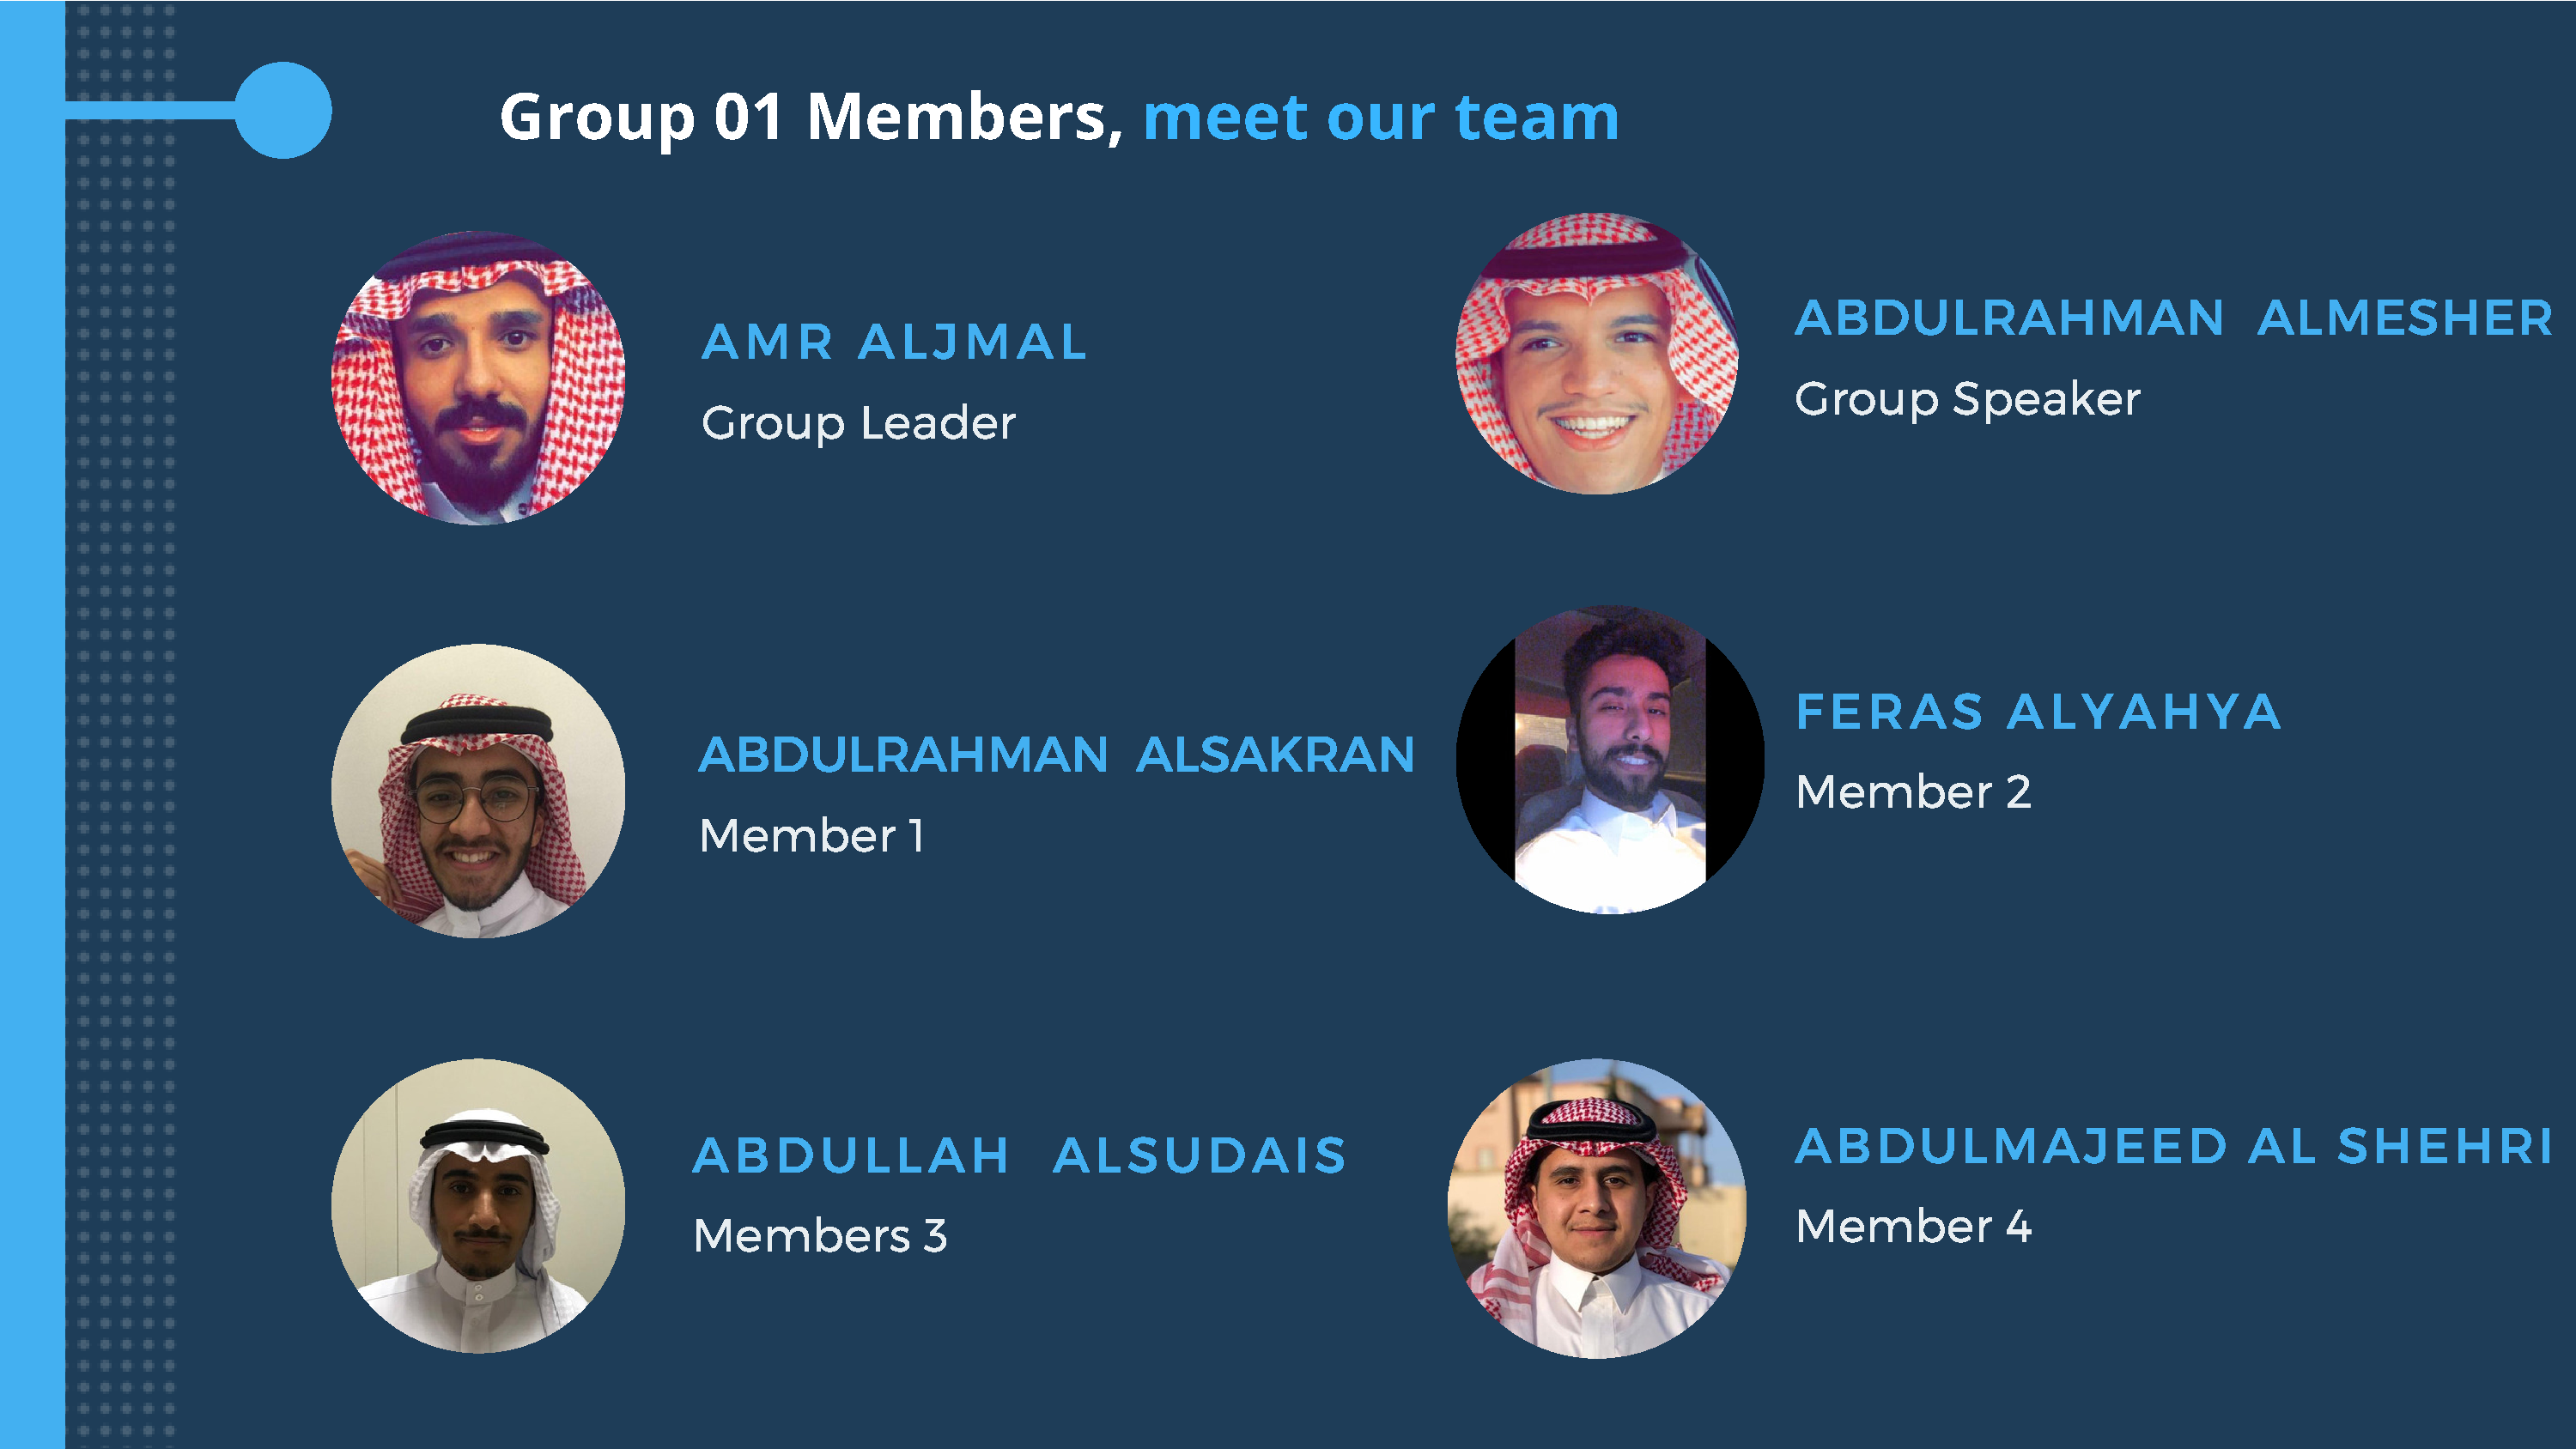 Group 01 Members, meet our team
AMR ALJMAL
Group Leader
ABDULRAHMAN ALMESHER
Group Speaker
ABDULRAHMAN ALSAKRAN
Member 1
FERAS ALYAHYA
Member 2
ABDULLAH ALSUDAIS
Members 3
ABDULMAJEED AL SHEHRI
Member 4